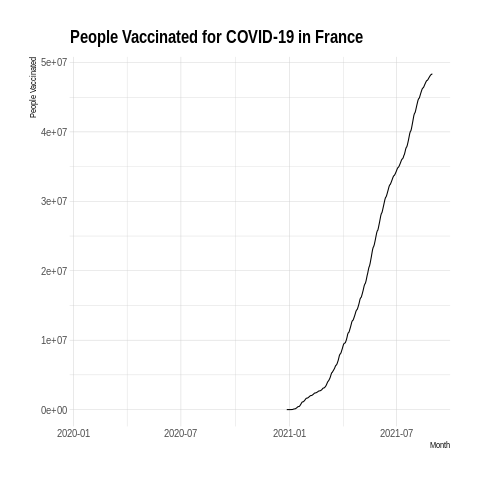 People Vaccinated for COVID-19 in France
People Vaccinated
5e+07
4e+07
3e+07
2e+07
1e+07
0e+00
2020-01 2020-07 2021-01 2021-07
Month